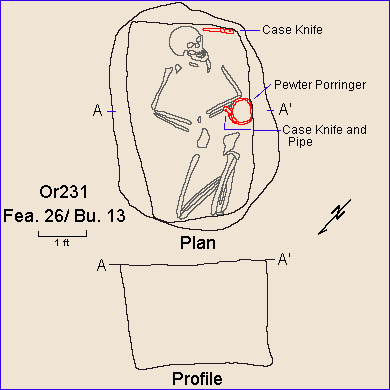 Case Knife
Pewter Porringer
A
A'
Case Knife and
Pipe
Or231
Fea. 26/ Bu. 13
1 ft
N
Plan
A
A'
Profile